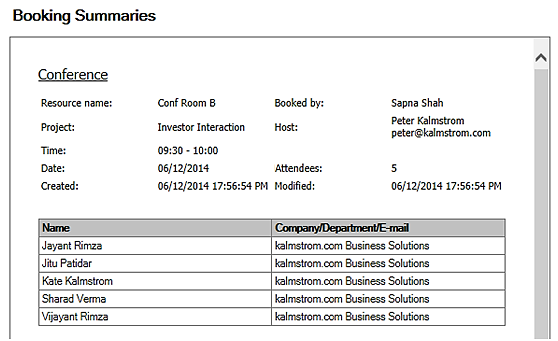 Booking Summaries
Conference
Resource name: Conf Room B Booked by: Sapna Shah
Project: Investor Interaction Host: Peter Kalmstrom
peter@kalmstrom.com
Time: 09:30 - 10:00
Date: 06/12/2014 Attendees: 5
Created: 06/12/2014 17:56:54 PM Modified: 06/12/2014 17:56:54 PM
Name Company/Department/E-mail
Jayant Rimza kalmstrom.com Business Solutions
Jitu Patidar kalmstrom.com Business Solutions
Kate Kalmstrom kalmstrom.com Business Solutions
Sharad Verma kalmstrom.com Business Solutions
Vijayant Rimza kalmstrom.com Business Solutions